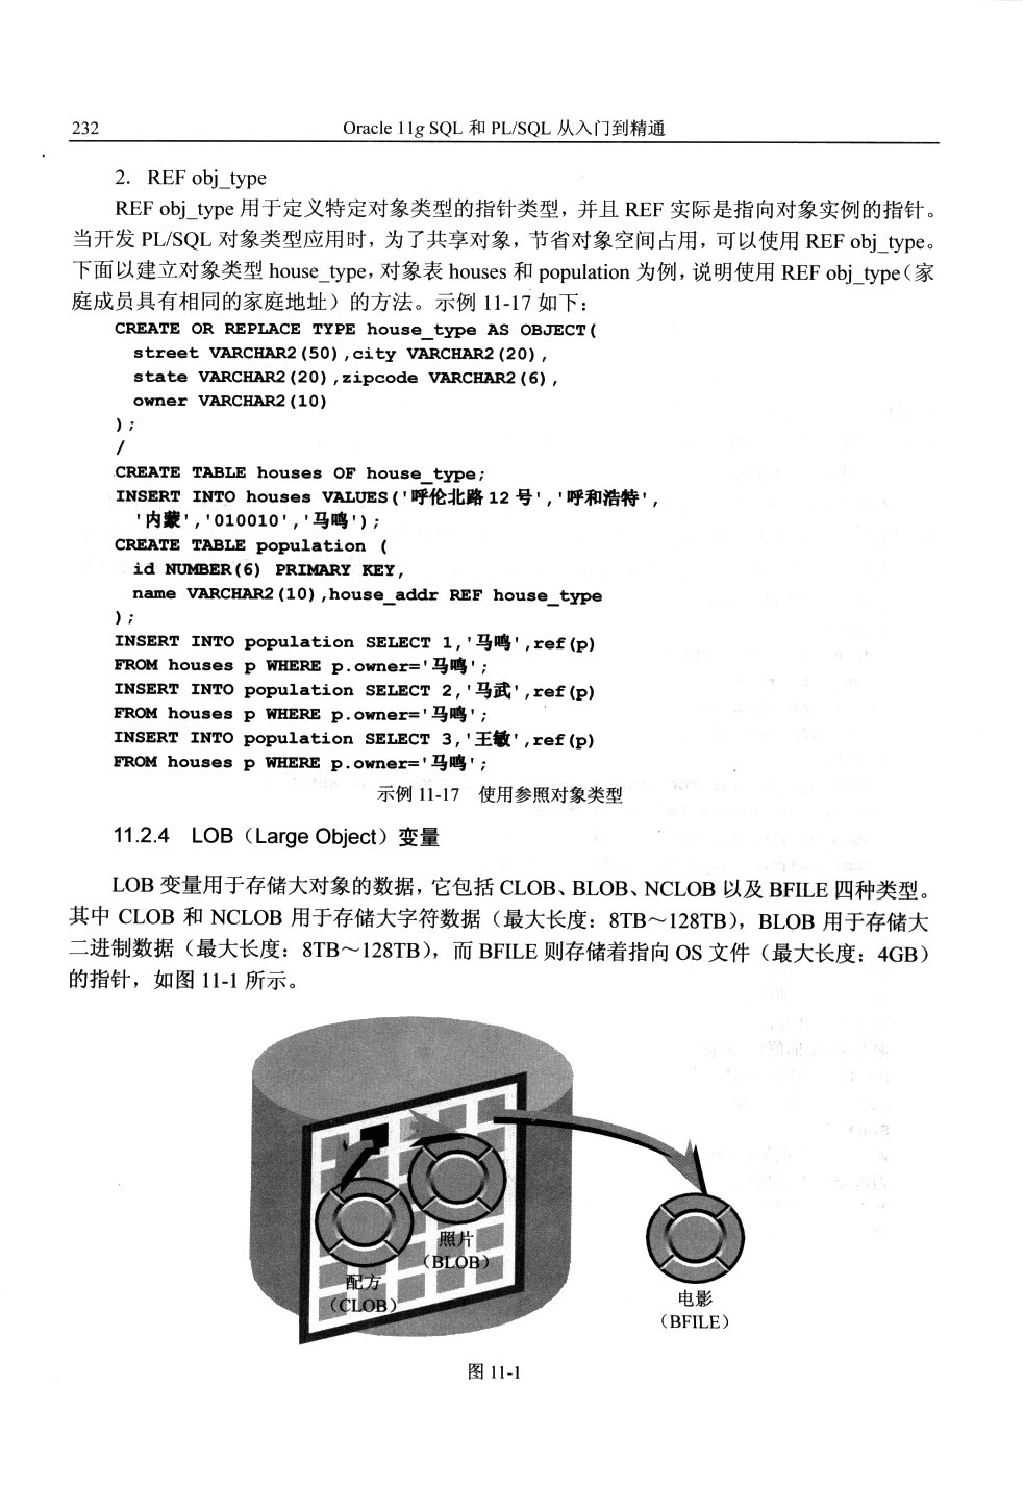 232
Oracle 11g SQL 和 PL/SQL 从入门到精通
2. REF obj_type
REF obj_type 用于定义特定对象类型的指针类型，并且 REF 实际是指向对象实例的指针。
当开发 PL/SQL 对象类型应用时，为了共享对象，节省对象空间占用，可以使用 REF obj_type。
下面以建立对象类型 house_type，对象表 houses 和 population 为例，说明使用 REF obj_type（家
庭成员具有相同的家庭地址）的方法。示例 11-17 如下：
CREATE OR REPLACE TYPE house_type AS OBJECT(
street VARCHAR2(50),city VARCHAR2(20),
state VARCHAR2(20),zipcode VARCHAR2(6),
owner VARCHAR2(10)
);
/
CREATE TABLE houses OF house_type;
INSERT INTO houses VALUES('呼伦北路 12 号','呼和浩特',
'内蒙','010010','马鸣');
CREATE TABLE population (
id NUMBER(6) PRIMARY KEY,
name VARCHAR2(10),house_addr REF house_type
);
INSERT INTO population SELECT 1,'马鸣',ref(p)
FROM houses p WHERE p.owner='马鸣';
INSERT INTO population SELECT 2,'马武',ref(p)
FROM houses p WHERE p.owner='马鸣';
INSERT INTO population SELECT 3,'王敏',ref(p)
FROM houses p WHERE p.owner='马鸣';
示例 11-17 使用参照对象类型
11.2.4 LOB（Large Object）变量
LOB 变量用于存储大对象的数据，它包括 CLOB、BLOB、NCLOB 以及 BFILE 四种类型。
其中 CLOB 和 NCLOB 用于存储大字符数据（最大长度：8TB～128TB），BLOB 用于存储大
二进制数据（最大长度：8TB～128TB），而 BFILE 则存储着指向 OS 文件（最大长度：4GB）
的指针，如图 11-1 所示。
照片
（BLOB）
配方
（CLOB）
电影
（BFILE）
图 11-1